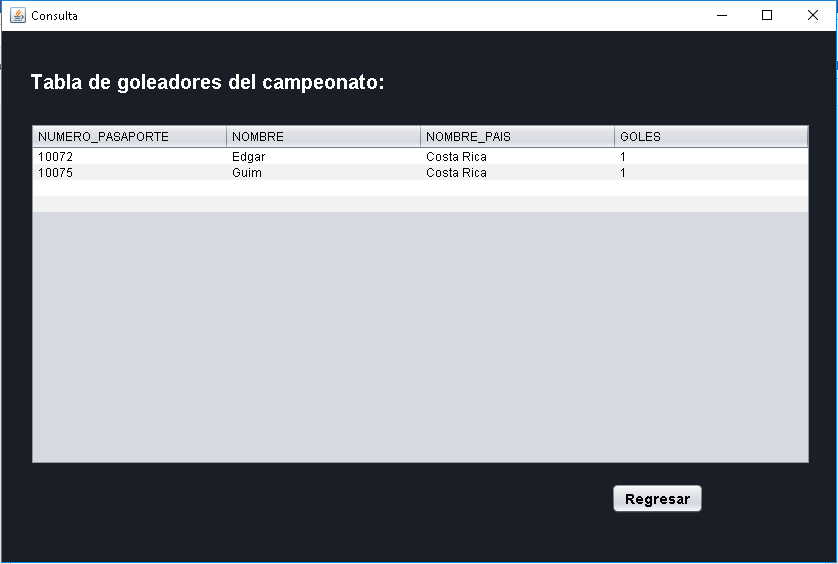 Consulta
Tabla de goleadores del campeonato:
NUMERO_PASAPORTE NOMBRE NOMBRE_PAIS GOLES
10072 Edgar Costa Rica 1
10075 Guim Costa Rica 1
Regresar